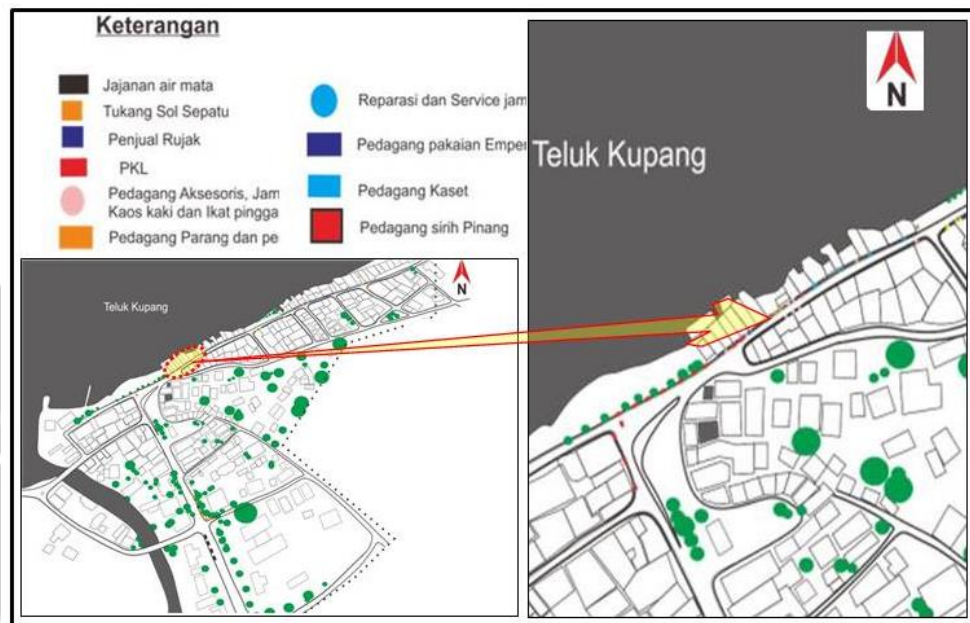 Keterangan
Jajanan air mata
Tukang Sol Sepatu
Penjual Rujak
PKL
Pedagang Aksesoris, Jam
Kaos kaki dan Ikat pingga
Pedagang Parang dan pe
Reparasi dan Service jam
Pedagang pakaian Emper
Pedagang Kaset
Pedagang sirih Pinang
Teluk Kupang
N
Teluk Kupang
N